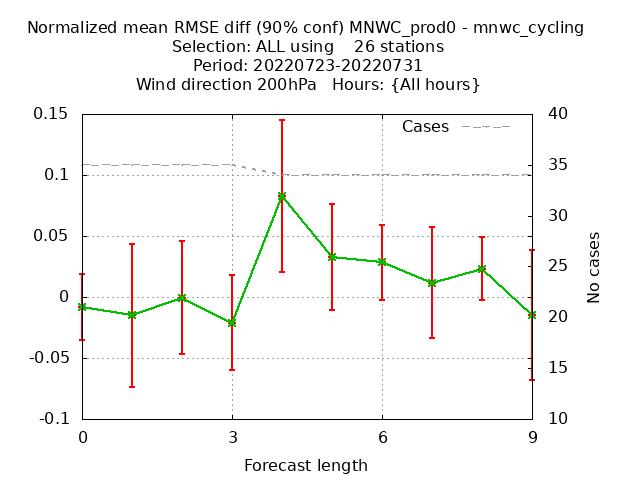 Normalized mean RMSE diff (90% conf) MNWC_prod0 - mnwc_cycling
Selection: ALL using    26 stations
Period: 20220723-20220731
Wind direction 200hPa   Hours: {All hours}
0.15
0.1
0.05
0
-0.05
-0.1
Cases
40
35
30
25
20
15
10
No cases
0 3 6 9
Forecast length